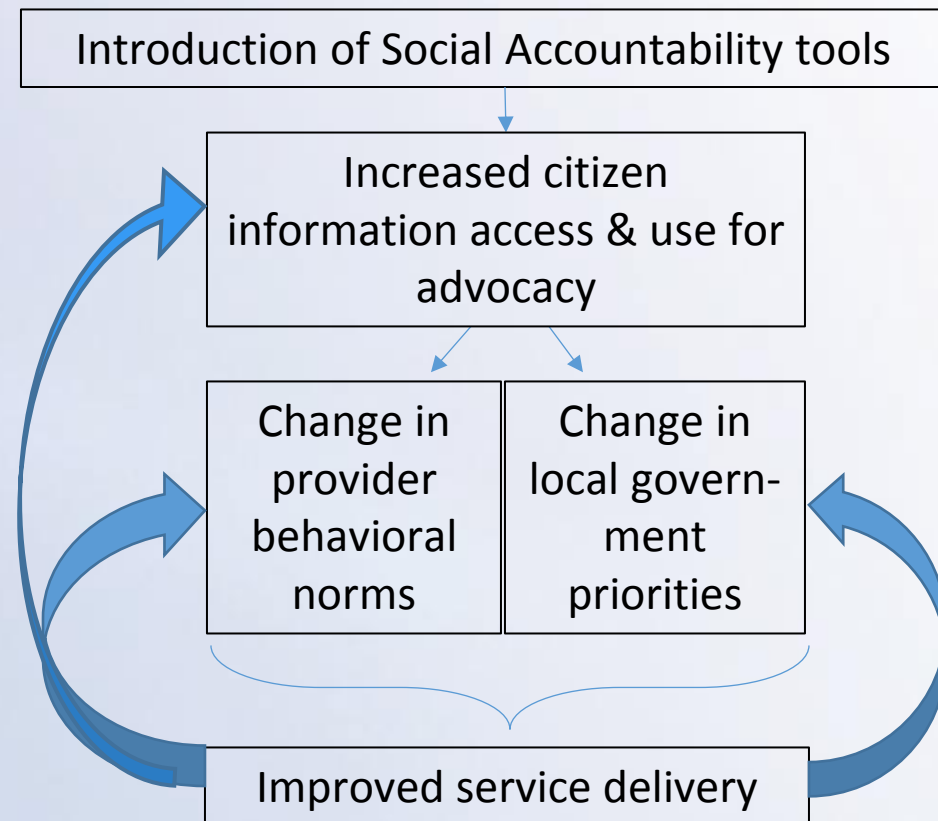 Introduction of Social Accountability tools
Increased citizen
information access & use for
advocacy
Change in
provider
behavioral
norms
Change in
local govern-
ment
priorities
Improved service delivery